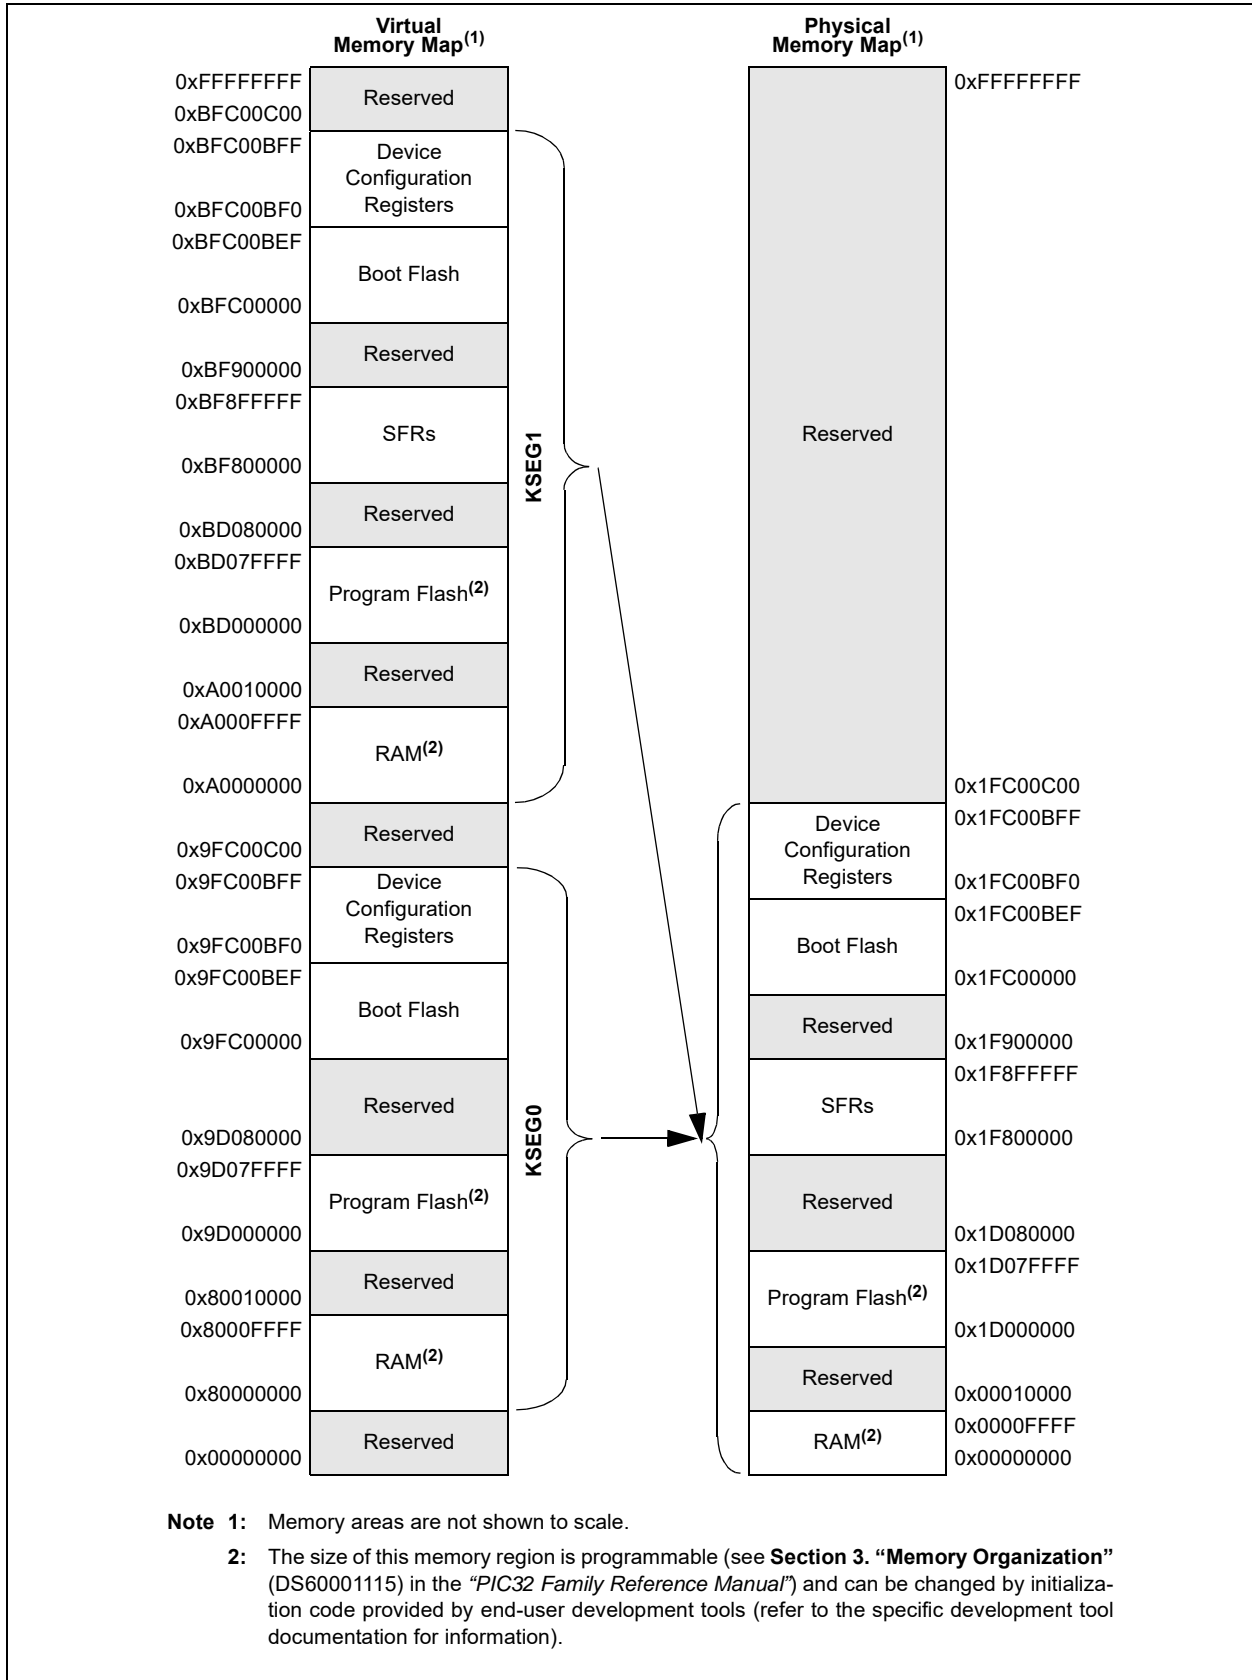 Virtual
Memory Map(1)
Physical
Memory Map(1)
0xFFFFFFFF
Reserved
0xBFC00C00
0xBFC00BFF
Device
Configuration
Registers
0xBFC00BF0
0xBFC00BEF
Boot Flash
0xBFC00000
Reserved
0xBF900000
0xBF8FFFFF
SFRs
0xBF800000
Reserved
0xBD080000
0xBD07FFFF
Program Flash(2)
0xBD000000
Reserved
0xA0010000
0xA000FFFF
RAM(2)
0xA0000000
KSEG1
Reserved
0x9FC00C00
0x9FC00BFF
Device
Configuration
Registers
0x9FC00BF0
0x9FC00BEF
Boot Flash
0x9FC00000
Reserved
0x9D080000
0x9D07FFFF
Program Flash(2)
0x9D000000
Reserved
0x80010000
0x8000FFFF
RAM(2)
0x80000000
KSEG0
Reserved
0x00000000
0xFFFFFFFF
Reserved
0x1FC00C00
0x1FC00BFF
Device
Configuration
Registers
0x1FC00BF0
0x1FC00BEF
Boot Flash
0x1FC00000
Reserved
0x1F900000
0x1F8FFFFF
SFRs
0x1F800000
Reserved
0x1D080000
0x1D07FFFF
Program Flash(2)
0x1D000000
Reserved
0x00010000
0x0000FFFF
RAM(2)
0x00000000
Note 1: Memory areas are not shown to scale.
2: The size of this memory region is programmable (see Section 3. “Memory Organization”
(DS60001115) in the “PIC32 Family Reference Manual”) and can be changed by initializa-
tion code provided by end-user development tools (refer to the specific development tool
documentation for information).